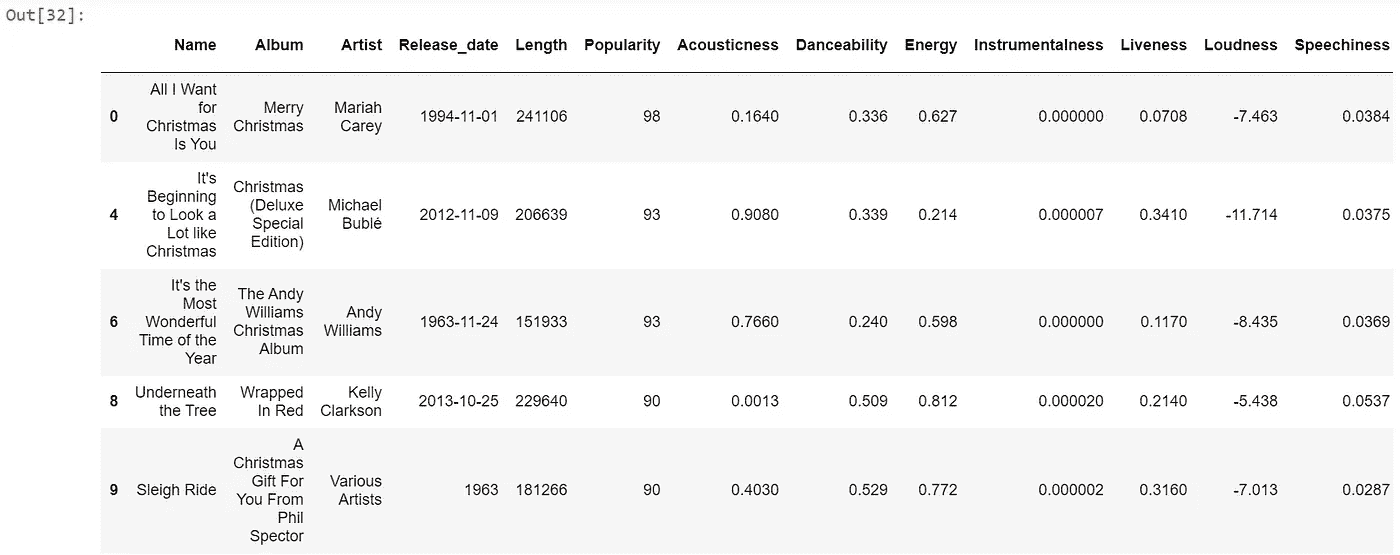 Out[32]:
Name Album Artist Release_date Length Popularity Acousticness Danceability Energy Instrumentalness Liveness Loudness Speechiness
0 All I Want for Christmas Is You Merry Christmas Mariah Carey 1994-11-01 241106 98 0.1640 0.336 0.627 0.000000 0.0708 -7.463 0.0384
4 It's Beginning to Look a Lot like Christmas Christmas (Deluxe Special Edition) Michael Bublé 2012-11-09 206639 93 0.9080 0.339 0.214 0.000007 0.3410 -11.714 0.0375
6 It's the Most Wonderful Time of the Year The Andy Williams Christmas Album Andy Williams 1963-11-24 151933 93 0.7660 0.240 0.598 0.000000 0.1170 -8.435 0.0369
8 Underneath the Tree Wrapped In Red Kelly Clarkson 2013-10-25 229640 90 0.0013 0.509 0.812 0.000020 0.2140 -5.438 0.0537
9 Sleigh Ride A Christmas Gift For You From Phil Spector Various Artists 1963 181266 90 0.4030 0.529 0.772 0.000002 0.3160 -7.013 0.0287